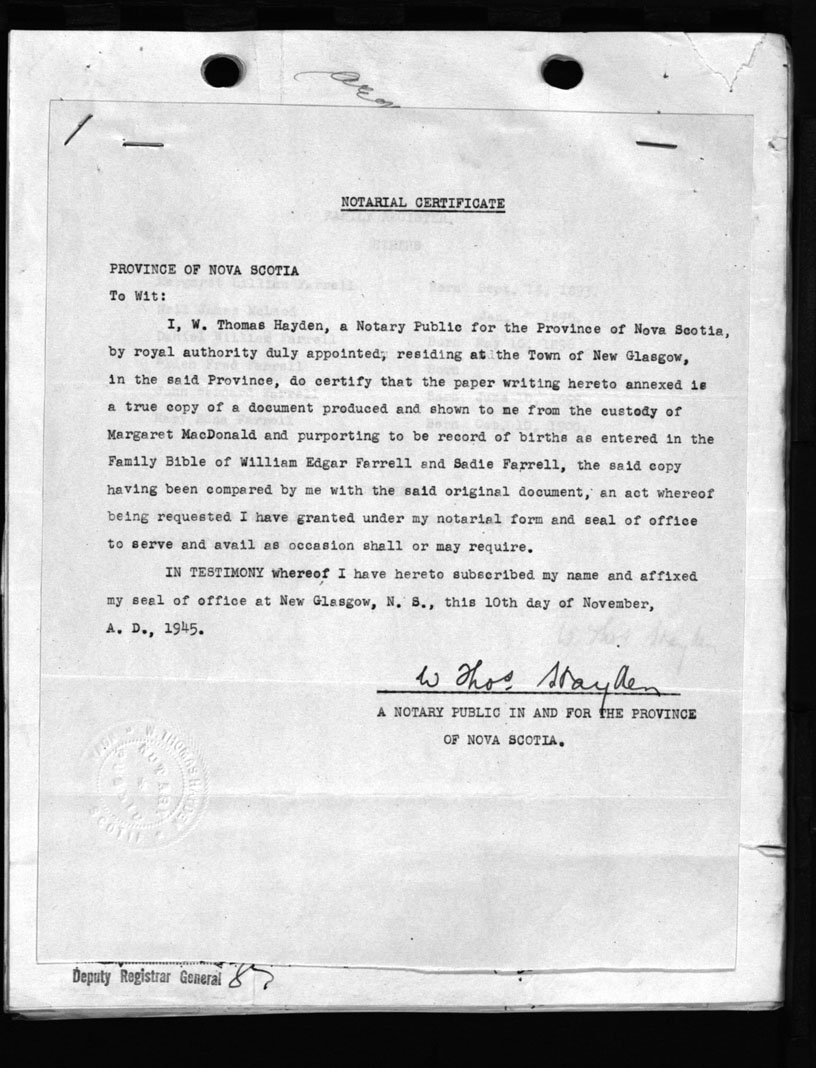 NOTARIAL CERTIFICATE
PROVINCE OF NOVA SCOTIA
To Wit:
I, W. Thomas Hayden, a Notary Public for the Province of Nova Scotia,
by royal authority duly appointed, residing at the Town of New Glasgow,
in the said Province, do certify that the paper writing hereto annexed is
a true copy of a document produced and shown to me from the custody of
Margaret MacDonald and purporting to be record of births as entered in the
Family Bible of William Edgar Farrell and Sadie Farrell, the said copy
having been compared by me with the said original document, an act whereof
being requested I have granted under my notarial form and seal of office
to serve and avail as occasion shall or may require.
IN TESTIMONY whereof I have hereto subscribed my name and affixed
my seal of office at New Glasgow, N. S., this 10th day of November,
A. D., 1945.
W Thos. Hayden
A NOTARY PUBLIC IN AND FOR THE PROVINCE
OF NOVA SCOTIA.
W. THOMAS HAYDEN
NOTARY
PUBLIC
SCOTIA
Deputy Registrar General